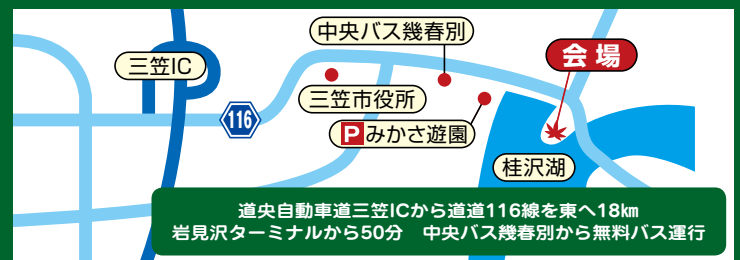 中央バス幾春別
会場
三笠IC
三笠市役所
116
Pみかさ遊園
桂沢湖
道央自動車道三笠ICから道道116線を東へ18㎞
岩見沢ターミナルから50分　中央バス幾春別から無料バス運行